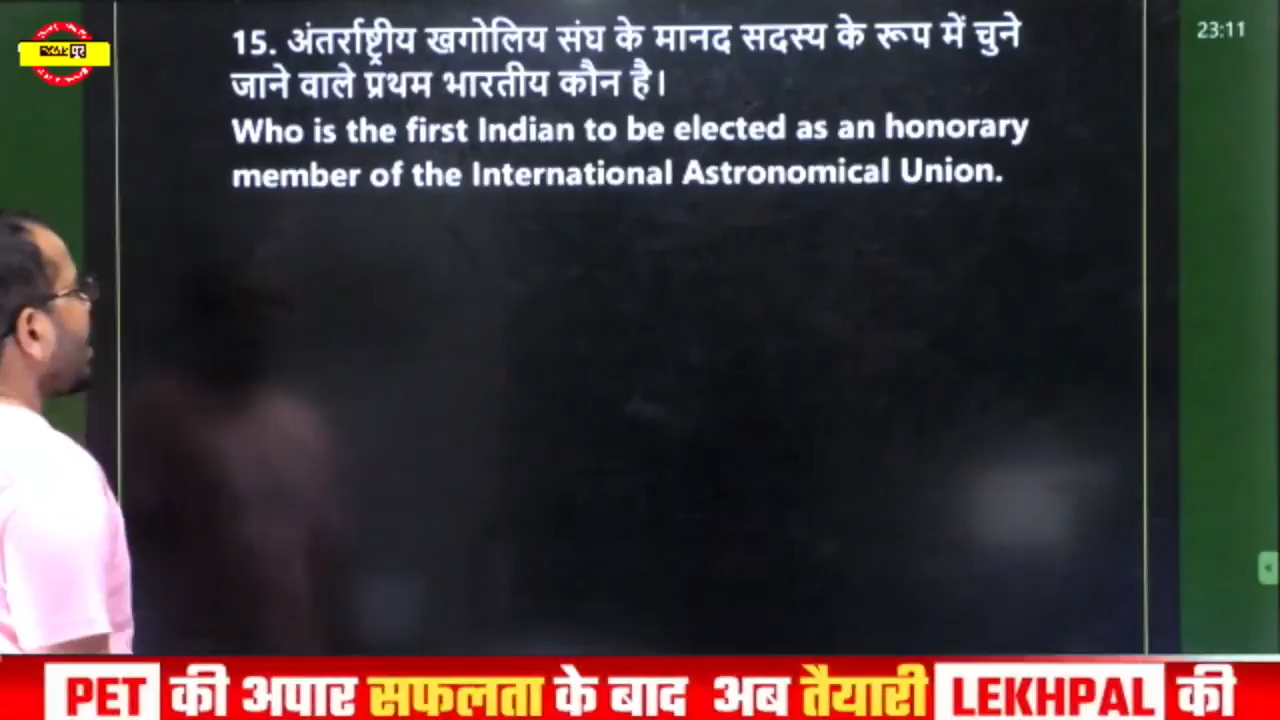 23:11
15. अंतर्राष्ट्रीय खगोलिय संघ के मानद सदस्य के रूप में चुने
जाने वाले प्रथम भारतीय कौन है।
Who is the first Indian to be elected as an honorary
member of the International Astronomical Union.
PET की अपार सफलता के बाद अब तैयारी LEKHPAL की